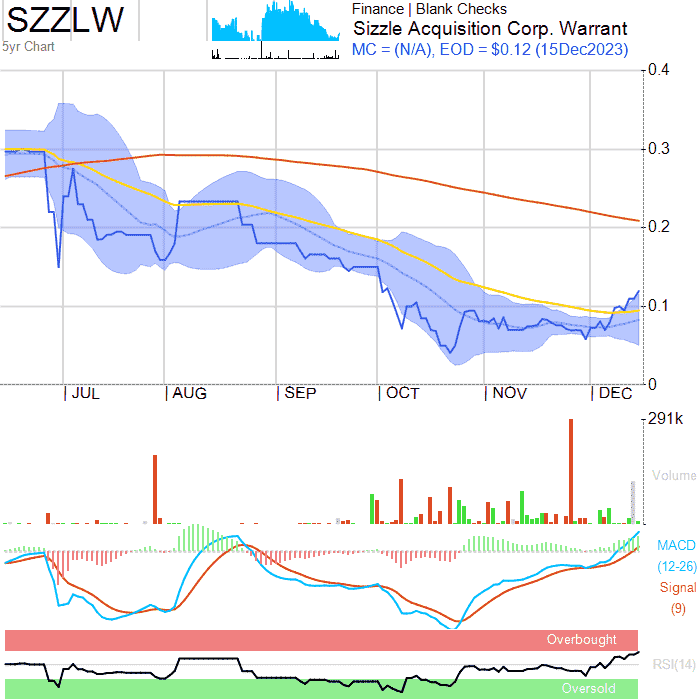 SZZLW
5yr Chart
Finance | Blank Checks
Sizzle Acquisition Corp. Warrant
MC = (N/A), EOD = $0.12 (15Dec2023)
0.4
0.3
0.2
0.1
0
JUL
AUG
SEP
OCT
NOV
DEC
291k
Volume
MACD
(12-26)
Signal
(9)
Overbought
RSI(14)
Oversold